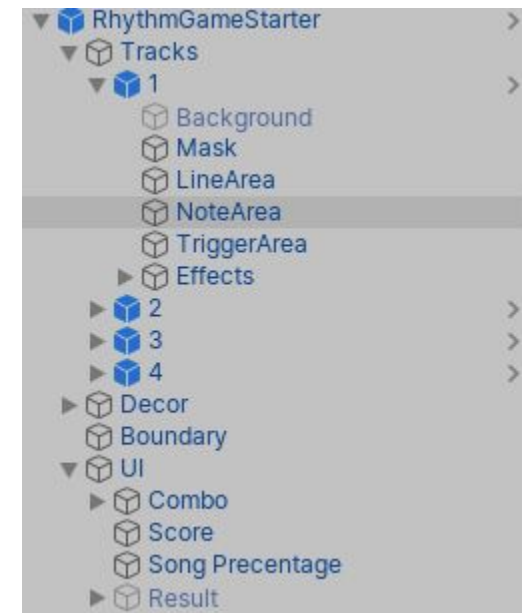 RhythmGameStarter
Tracks
1
Background
Mask
LineArea
NoteArea
TriggerArea
Effects
2
3
4
Decor
Boundary
UI
Combo
Score
Song Precentage
Result